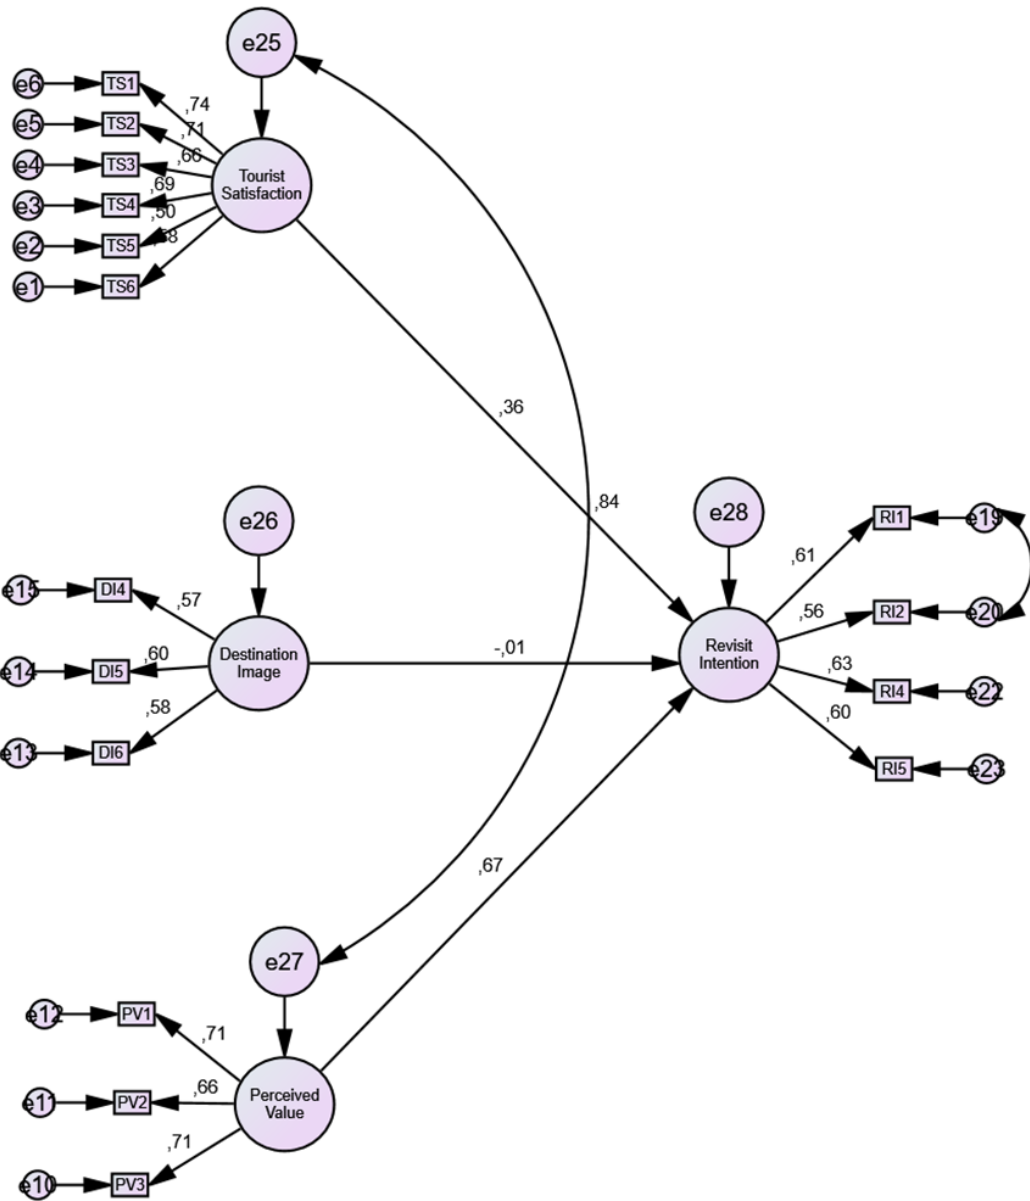 e25
e6
TS1
,74
e5
TS2
,71
e4
TS3
,66
Tourist
Satisfaction
e3
TS4
,69
e2
TS5
,50
e1
TS6
,36
,84
e26
e28
RI1
e19
,61
e15
DI4
,57
RI2
e20
,56
Destination
Image
-,01
Revisit
Intention
e14
DI5
,60
,63
RI4
e22
e13
DI6
,58
,60
RI5
e23
,67
e27
e12
PV1
,71
e11
PV2
,66
Perceived
Value
e10
PV3
,71